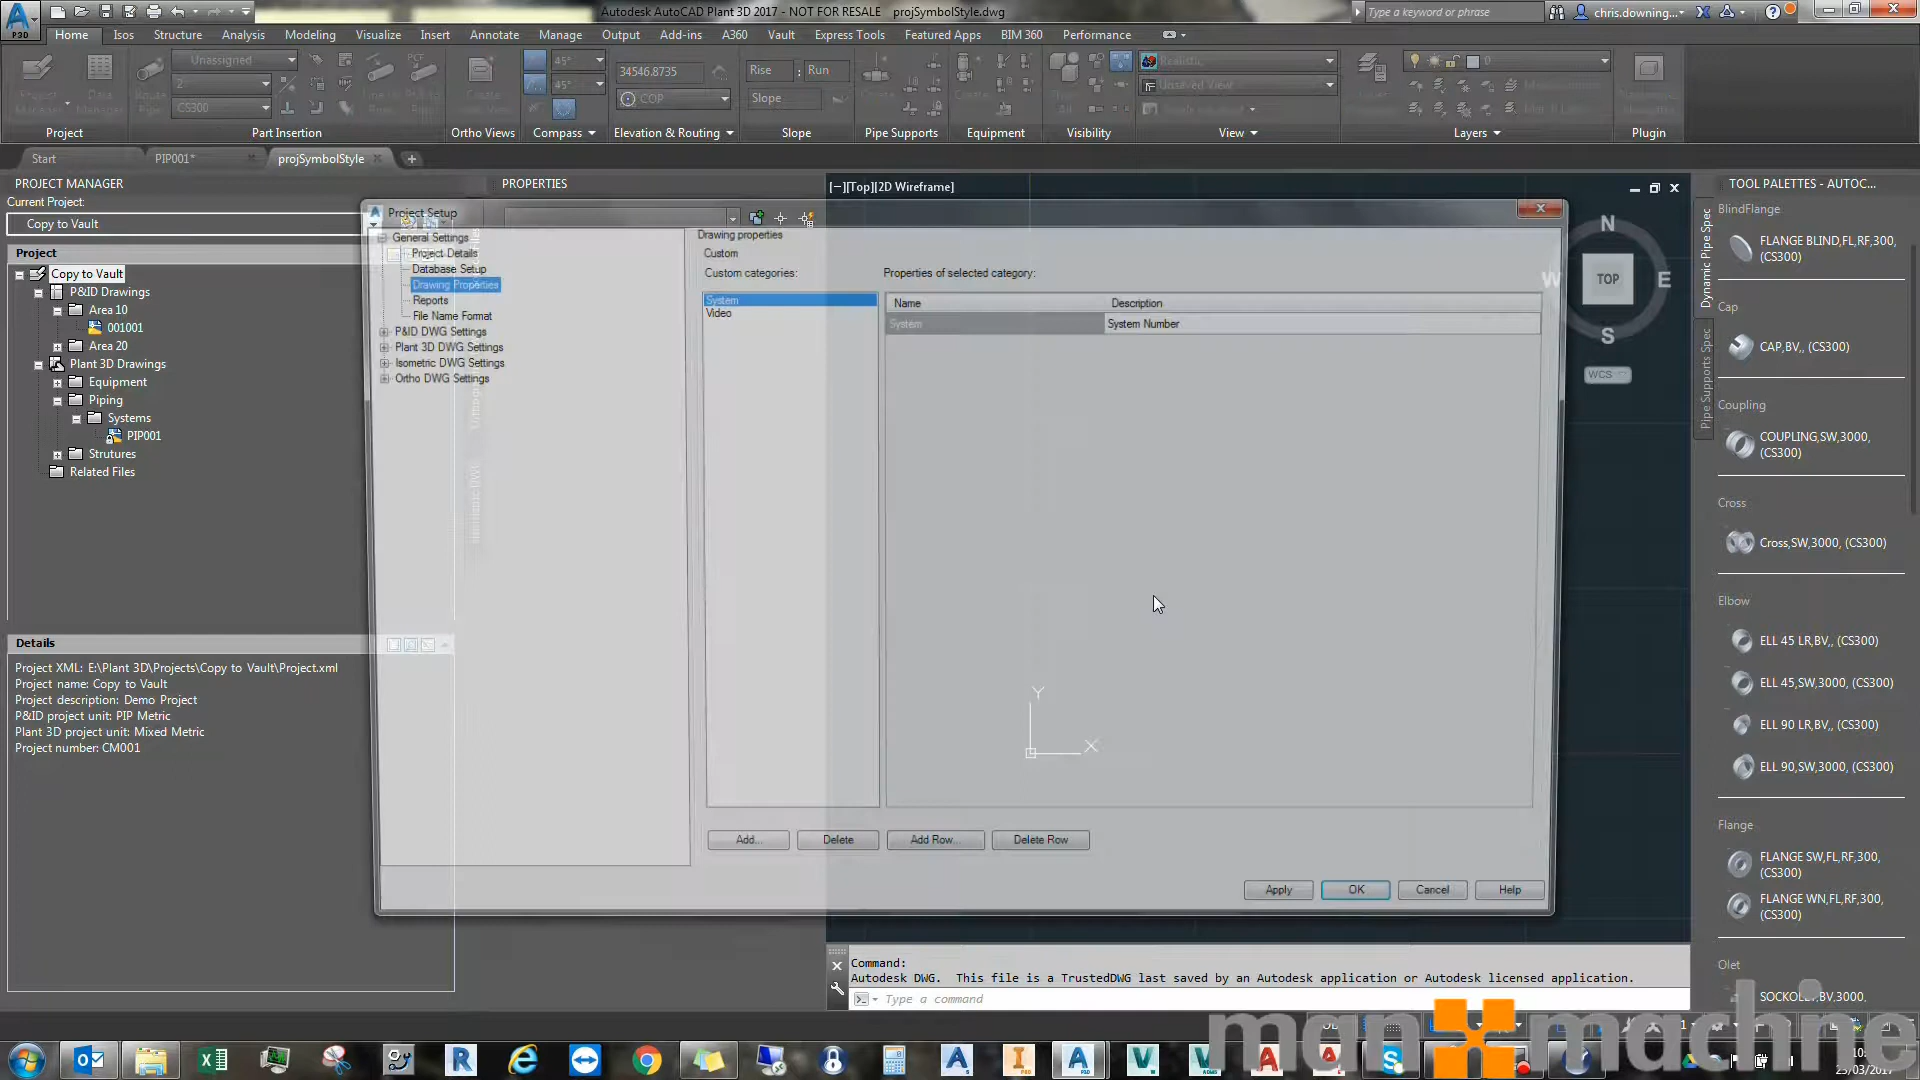 Autodesk AutoCAD Plant 3D 2017 - NOT FOR RESALE projSymbolStyle.dwg
Type a keyword or phrase
chris.downing...
P3D
Home Isos Structure Analysis Modeling Visualize Insert Annotate Manage Output Add-ins A360 Vault Express Tools Featured Apps BIM 360 Performance
Unassigned
2
CS300
45°
45°
34546.8735
COP
Rise : Run
Slope
Realistic
Unsaved View
0
Project
Part Insertion
Ortho Views
Compass
Elevation & Routing
Slope
Pipe Supports
Equipment
Visibility
View
Layers
Plugin
Start
PIP001*
projSymbolStyle
PROJECT MANAGER
Current Project:
Copy to Vault
Project
Copy to Vault
P&ID Drawings
Area 10
001001
Area 20
Plant 3D Drawings
Equipment
Piping
Systems
PIP001
Strutures
Related Files
Details
Project XML: E:\Plant 3D\Projects\Copy to Vault\Project.xml
Project name: Copy to Vault
Project description: Demo Project
P&ID project unit: PIP Metric
Plant 3D project unit: Mixed Metric
Project number: CM001
PROPERTIES
Project Setup
General Settings
Project Details
Database Setup
Drawing Properties
Reports
File Name Format
P&ID DWG Settings
Plant 3D DWG Settings
Isometric DWG Settings
Ortho DWG Settings
Drawing properties
Custom
Custom categories:
System
Video
Properties of selected category:
Name Description
System System Number
Add... Delete Add Row... Delete Row
Apply OK Cancel Help
[−][Top][2D Wireframe]
N
W TOP E
S
WCS
Y
X
Command:
Autodesk DWG. This file is a TrustedDWG last saved by an Autodesk application or Autodesk licensed application.
Type a command
TOOL PALETTES - AUTOC...
Dynamic Pipe Spec
Pipe Supports Spec
BlindFlange
FLANGE BLIND,FL,RF,300,
(CS300)
Cap
CAP,BV,, (CS300)
Coupling
COUPLING,SW,3000,
(CS300)
Cross
Cross,SW,3000, (CS300)
Elbow
ELL 45 LR,BV,, (CS300)
ELL 45,SW,3000, (CS300)
ELL 90 LR,BV,, (CS300)
ELL 90,SW,3000, (CS300)
Flange
FLANGE SW,FL,RF,300,
(CS300)
FLANGE WN,FL,RF,300,
(CS300)
Olet
man machine
23/03/2017